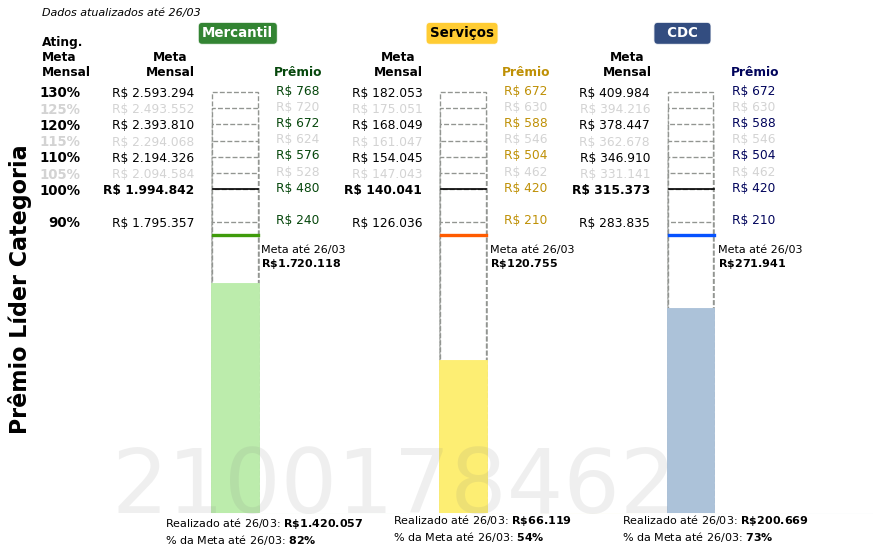 Dados atualizados até 26/03
Mercantil
Serviços
CDC
Ating. Meta Mensal
Meta Mensal
Prêmio
Meta Mensal
Prêmio
Meta Mensal
Prêmio
130% R$ 2.593.294 R$ 768 R$ 182.053 R$ 672 R$ 409.984 R$ 672
125% R$ 2.493.552 R$ 720 R$ 175.051 R$ 630 R$ 394.216 R$ 630
120% R$ 2.393.810 R$ 672 R$ 168.049 R$ 588 R$ 378.447 R$ 588
115% R$ 2.294.068 R$ 624 R$ 161.047 R$ 546 R$ 362.678 R$ 546
110% R$ 2.194.326 R$ 576 R$ 154.045 R$ 504 R$ 346.910 R$ 504
105% R$ 2.094.584 R$ 528 R$ 147.043 R$ 462 R$ 331.141 R$ 462
100% R$ 1.994.842 R$ 480 R$ 140.041 R$ 420 R$ 315.373 R$ 420
90% R$ 1.795.357 R$ 240 R$ 126.036 R$ 210 R$ 283.835 R$ 210
Meta até 26/03
R$1.720.118
Meta até 26/03
R$120.755
Meta até 26/03
R$271.941
Prêmio Líder Categoria
2100178462
Realizado até 26/03: R$1.420.057
% da Meta até 26/03: 82%
Realizado até 26/03: R$66.119
% da Meta até 26/03: 54%
Realizado até 26/03: R$200.669
% da Meta até 26/03: 73%